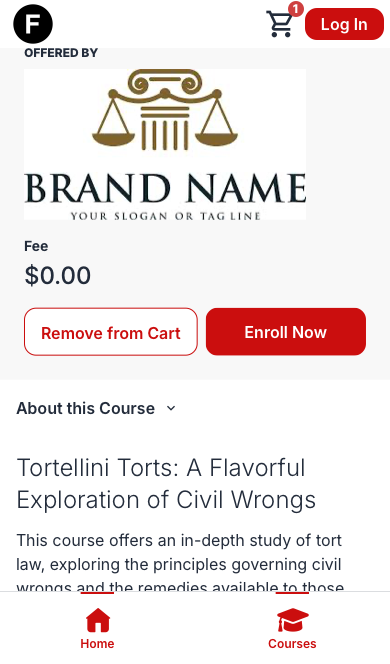 F
1
Log In
OFFERED BY
BRAND NAME
YOUR SLOGAN OR TAG LINE
Fee
$0.00
Remove from Cart
Enroll Now
About this Course
Tortellini Torts: A Flavorful
Exploration of Civil Wrongs
This course offers an in-depth study of tort
law, exploring the principles governing civil
wrongs and the remedies available to those
Home
Courses